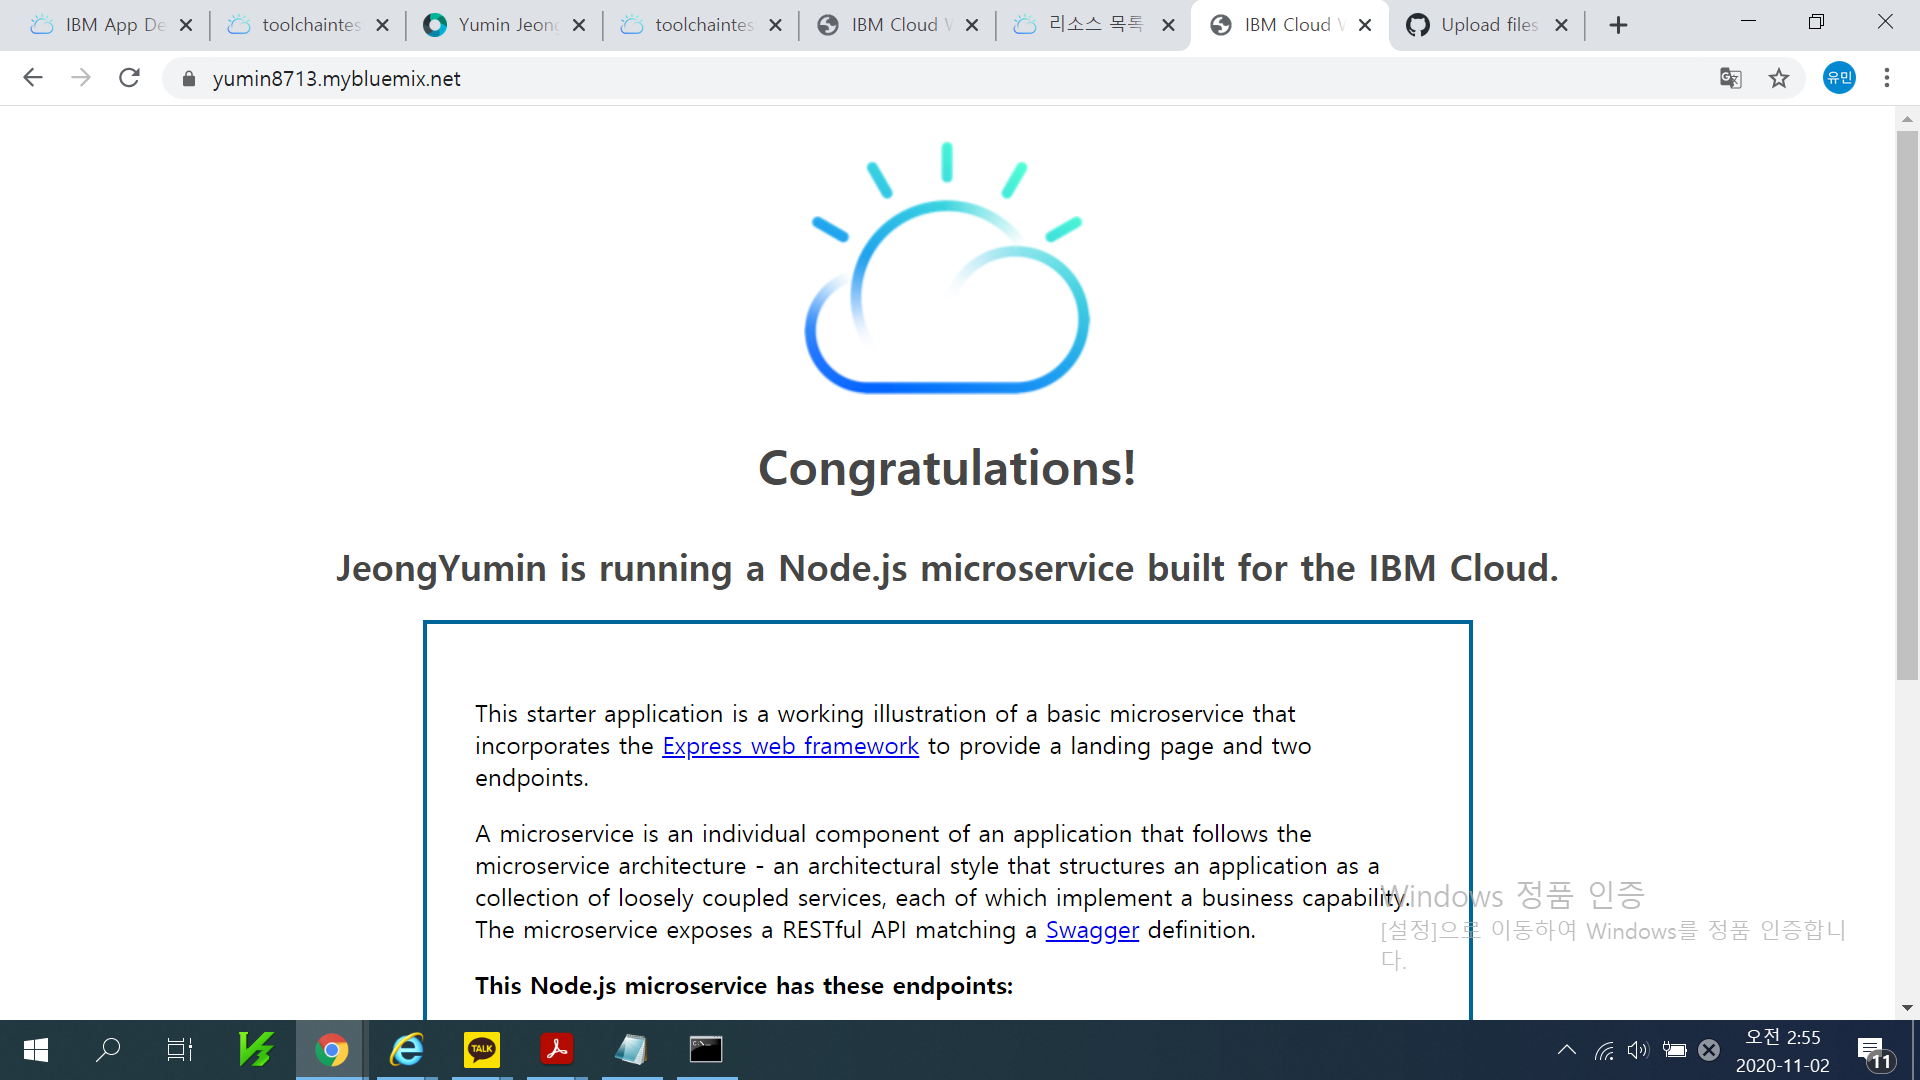 IBM App De
toolchaintes
Yumin Jeong
toolchaintes
IBM Cloud W
리소스 목록
IBM Cloud W
Upload files
yumin8713.mybluemix.net
유민
Congratulations!
JeongYumin is running a Node.js microservice built for the IBM Cloud.
This starter application is a working illustration of a basic microservice that
incorporates the Express web framework to provide a landing page and two
endpoints.
A microservice is an individual component of an application that follows the
microservice architecture - an architectural style that structures an application as a
collection of loosely coupled services, each of which implement a business capability.
The microservice exposes a RESTful API matching a Swagger definition.
This Node.js microservice has these endpoints:
Windows 정품 인증
[설정]으로 이동하여 Windows를 정품 인증합니
다.
TALK
오전 2:55
2020-11-02
11